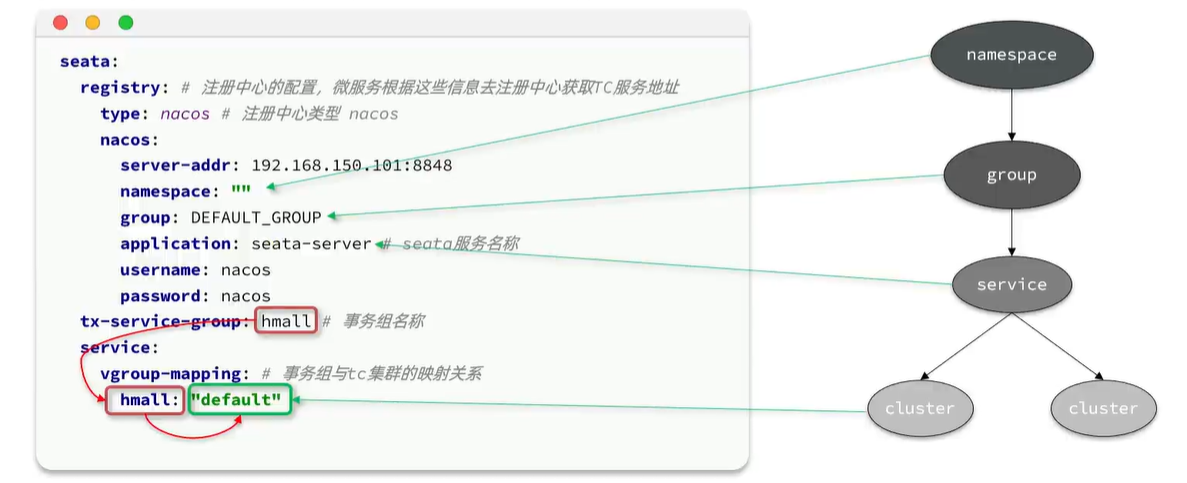 seata:
registry: # 注册中心的配置，微服务根据这些信息去注册中心获取TC服务地址
type: nacos # 注册中心类型 nacos
nacos:
server-addr: 192.168.150.101:8848
namespace: ""
group: DEFAULT_GROUP
application: seata-server # seata服务名称
username: nacos
password: nacos
tx-service-group: hmall # 事务组名称
service:
vgroup-mapping: # 事务组与tc集群的映射关系
hmall: "default"
namespace
group
service
cluster
cluster